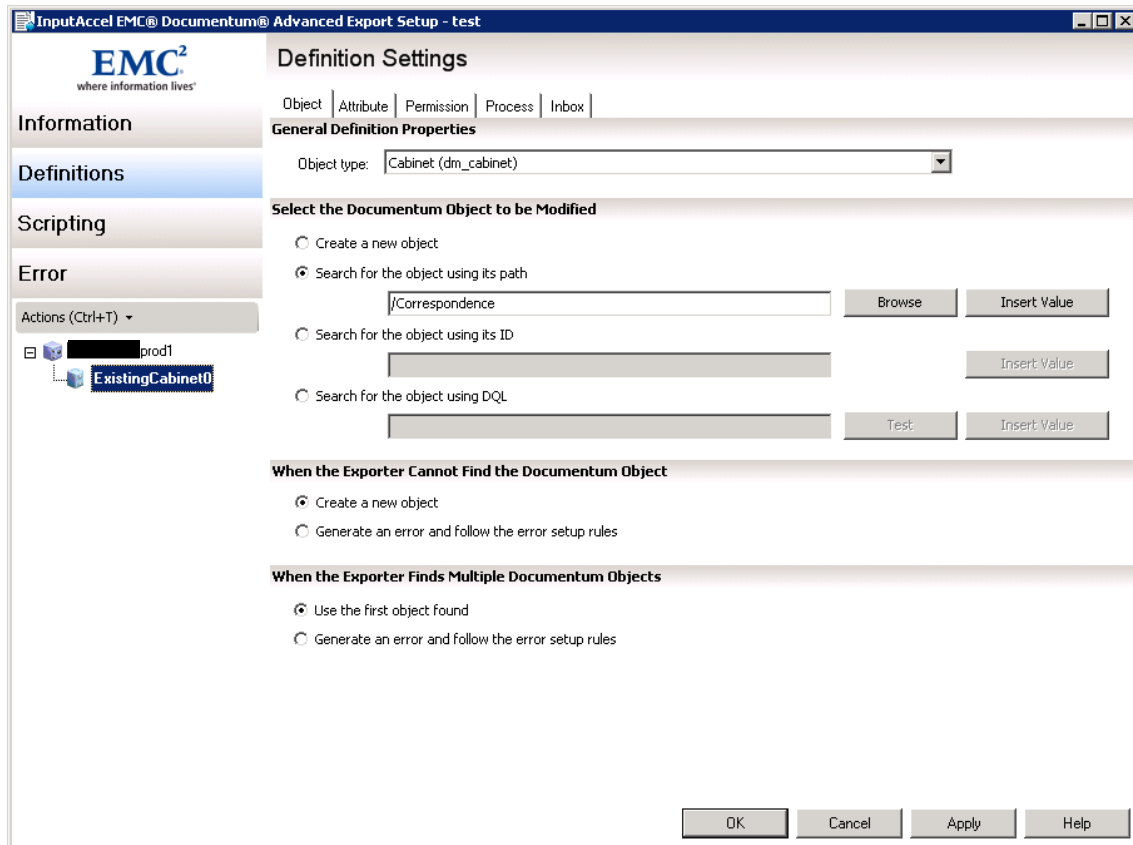 InputAccel EMC® Documentum® Advanced Export Setup - test
EMC²
where information lives®
Information
Definitions
Scripting
Error
Actions (Ctrl+T)
prod1
ExistingCabinet0
Definition Settings
Object Attribute Permission Process Inbox
General Definition Properties
Object type: Cabinet (dm_cabinet)
Select the Documentum Object to be Modified
Create a new object
Search for the object using its path
/Correspondence Browse Insert Value
Search for the object using its ID
Insert Value
Search for the object using DQL
Test Insert Value
When the Exporter Cannot Find the Documentum Object
Create a new object
Generate an error and follow the error setup rules
When the Exporter Finds Multiple Documentum Objects
Use the first object found
Generate an error and follow the error setup rules
OK Cancel Apply Help